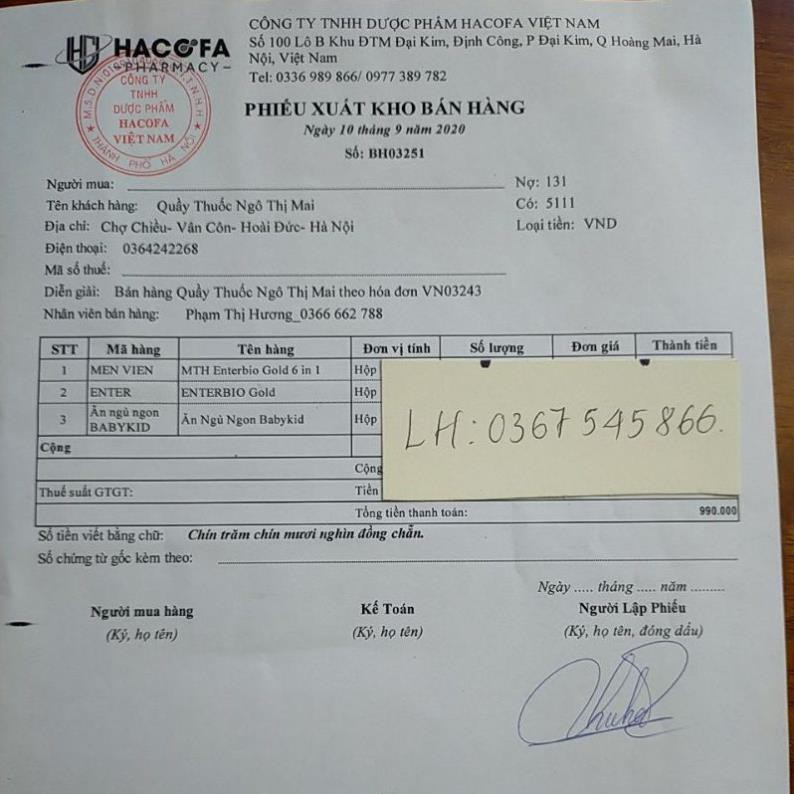 HACOFA
-PHARMACY-
CÔNG TY TNHH DƯỢC PHẨM HACOFA VIỆT NAM
Số 100 Lô B Khu ĐTM Đại Kim, Định Công, P Đại Kim, Q Hoàng Mai, Hà
Nội, Việt Nam
Tel: 0336 989 866/ 0977 389 782
CÔNG TY
TNHH
DƯỢC PHẨM
HACOFA
VIỆT NAM
THÀNH PHỐ HÀ NỘI
PHIẾU XUẤT KHO BÁN HÀNG
Ngày 10 tháng 9 năm 2020
Số: BH03251
Người mua: Nợ: 131
Tên khách hàng: Quầy Thuốc Ngô Thị Mai Có: 5111
Địa chỉ: Chợ Chiều- Vân Côn- Hoài Đức- Hà Nội Loại tiền: VND
Điện thoại: 0364242268
Mã số thuế:
Diễn giải: Bán hàng Quầy Thuốc Ngô Thị Mai theo hóa đơn VN03243
Nhân viên bán hàng: Phạm Thị Hương_0366 662 788
STT Mã hàng Tên hàng Đơn vị tính Số lượng Đơn giá Thành tiền
1 MEN VIEN MTH Enterbio Gold 6 in 1 Hộp
2 ENTER ENTERBIO Gold Hộp
3 Ăn ngủ ngon BABYKID Ăn Ngủ Ngon Babykid Hộp
LH: 0367 545 866.
Cộng
Cộng
Thuế suất GTGT: Tiền
Tổng tiền thanh toán: 990.000
Số tiền viết bằng chữ: Chín trăm chín mươi nghìn đồng chẵn.
Số chứng từ gốc kèm theo:
Ngày ..... tháng ..... năm .........
Người mua hàng Kế Toán Người Lập Phiếu
(Ký, họ tên) (Ký, họ tên) (Ký, họ tên, đóng dấu)